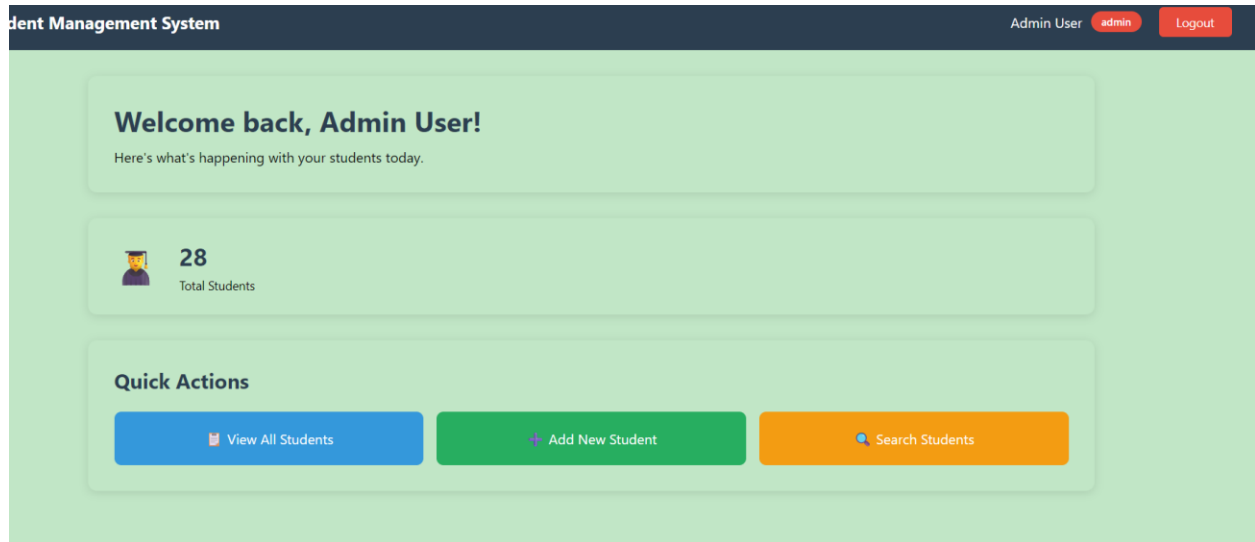 dent Management System
Admin User admin Logout
Welcome back, Admin User!
Here's what's happening with your students today.
28
Total Students
Quick Actions
View All Students
Add New Student
Search Students